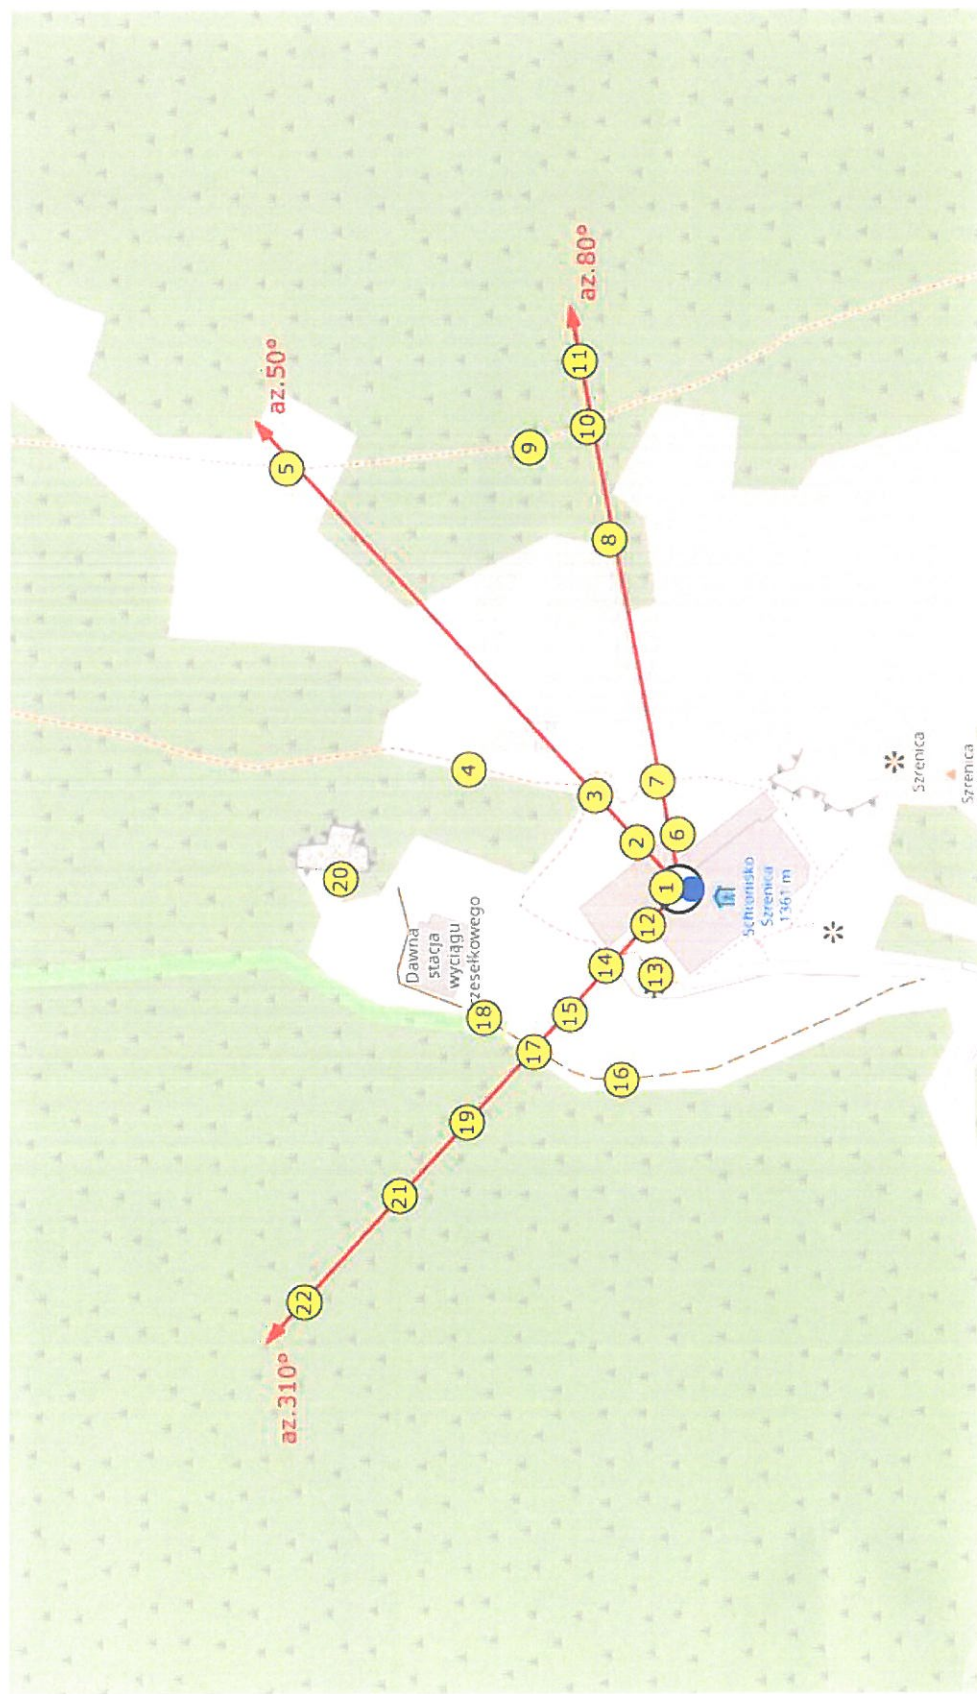 az.50°
az.80°
az.310°
5
11
10
9
8
4
3
7
2
6
20
1
12
14
13
15
18
17
16
19
21
22
Dawna
stacja
wyciągu
rzesełkowego
Schronisko
Szrenica
1361 m
Szrenica
Szrenica